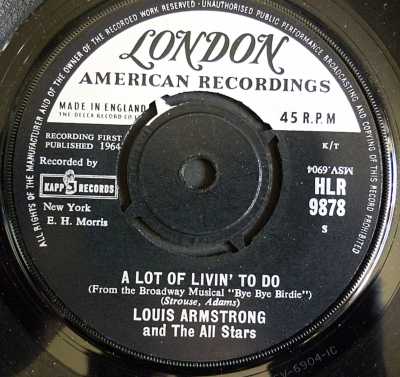 ALL RIGHTS OF THE MANUFACTURER AND OF THE OWNER OF THE RECORDED WORK RESERVED - UNAUTHORISED PUBLIC PERFORMANCE, BROADCASTING AND COPYING OF THIS RECORD PROHIBITED
LONDON
AMERICAN RECORDINGS
MADE IN ENGLAND
THE DECCA RECORD CO L
45 R.P.M
RECORDING FIRST
PUBLISHED 1964
K/T
Recorded by
KAPP RECORDS
New York
E. H. Morris
MSV.6904
HLR
9878
S
A LOT OF LIVIN' TO DO
(From the Broadway Musical "Bye Bye Birdie")
(Strouse, Adams)
LOUIS ARMSTRONG
and The All Stars
V-6904-1C